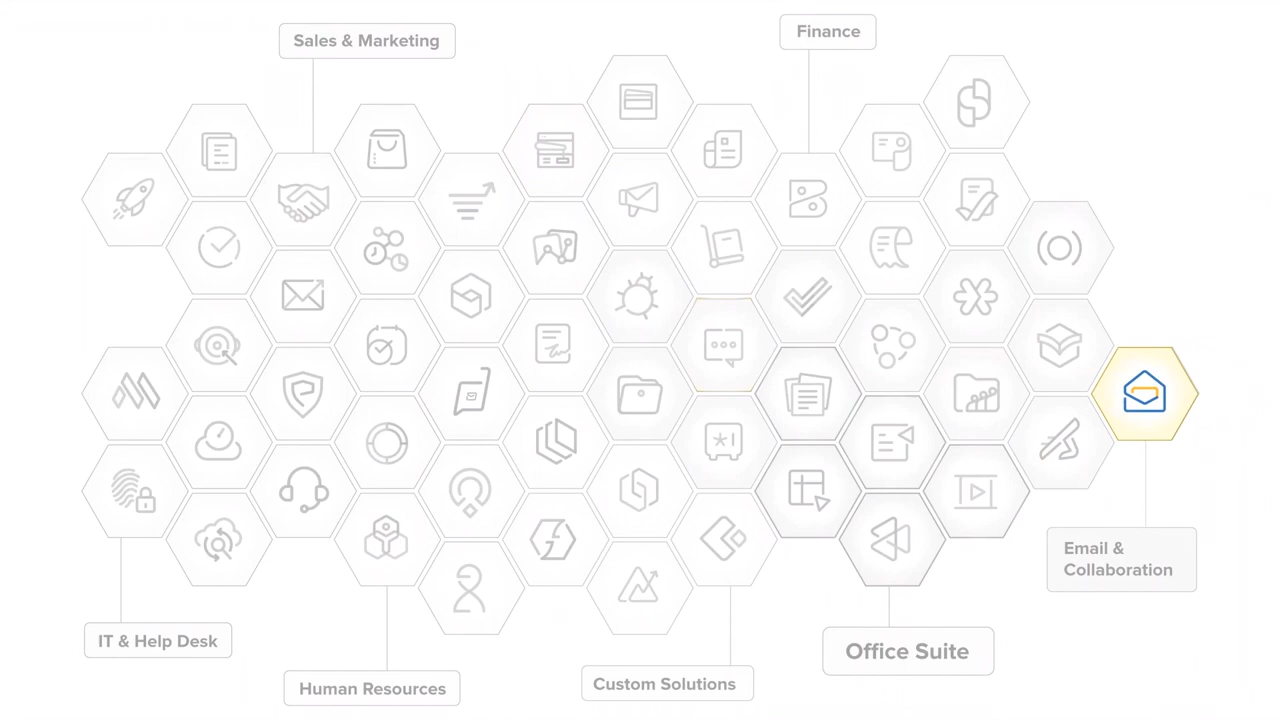 Sales & Marketing
Finance
Email &
Collaboration
IT & Help Desk
Office Suite
Human Resources
Custom Solutions